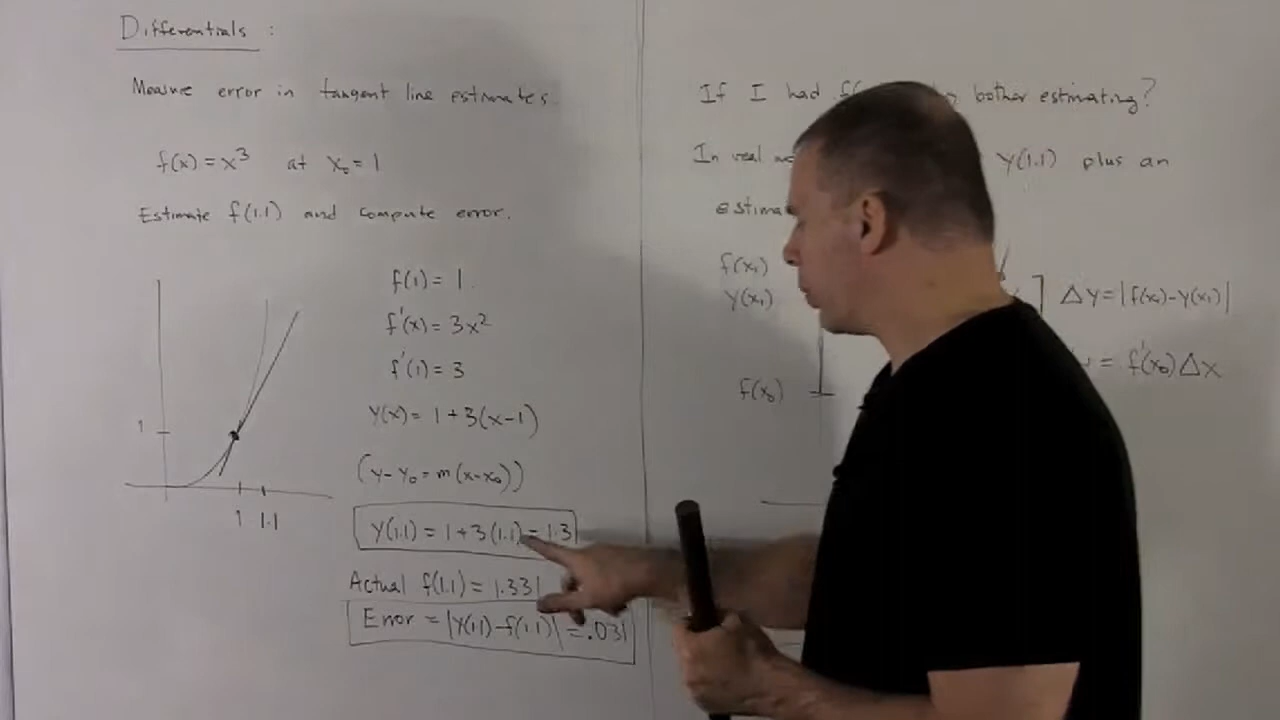 Differentials :
Measure error in tangent line estimates.
f(x) = x³ at x₀ = 1
Estimate f(1.1) and compute error.
f(1) = 1
f'(x) = 3x²
f'(1) = 3
Y(x) = 1 + 3(x-1)
(y-y₀ = m(x-x₀))
Y(1.1) = 1 + 3(1.1) = 1.3
Actual f(1.1) = 1.331
Error = |Y(1.1)-f(1.1)| = .031
1
1 1.1
If I had bother estimating?
In real Y(1.1) plus an
f(x₁)
Y(x₁)
] Δy = |f(x₁)-Y(x₁)|
= f'(x₀)Δx
f(x₀)